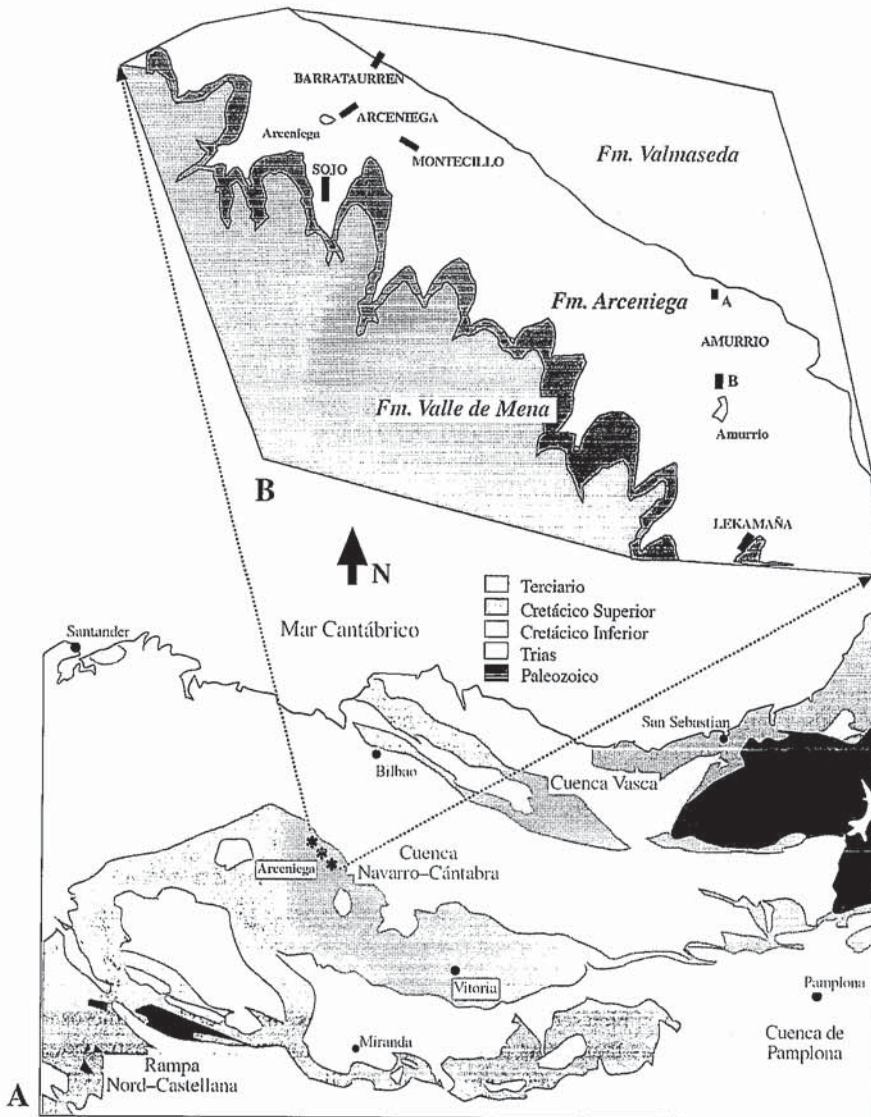 BARRATAURREN
Arceniega
ARCENIEGA
MONTECILLO
Fm. Valmaseda
SOJO
Fm. Arceniega
A
AMURRIO
B
Fm. Valle de Mena
Amurrio
B
LEKAMAÑA
N
Terciario
Cretácico Superior
Cretácico Inferior
Trias
Paleozoico
Mar Cantábrico
Santander
San Sebastian
Bilbao
Cuenca Vasca
Arceniega
Cuenca
Navarro-Cántabra
Vitoria
Pamplona
Cuenca de
Pamplona
Miranda
Rampa
Nord-Castellana
A